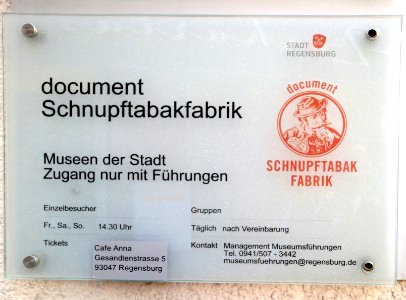 STADT
REGENSBURG
document
Schnupftabakfabrik
document
SCHNUPFTABAK
FABRIK
Museen der Stadt
Zugang nur mit Führungen
Einzelbesucher
Fr., Sa., So. 14.30 Uhr
Tickets
Cafe Anna
Gesandtenstrasse 5
93047 Regensburg
Gruppen
Täglich nach Vereinbarung
Kontakt Management Museumsführungen
Tel. 0941/507 - 3442
museumsfuehrungen@regensburg.de